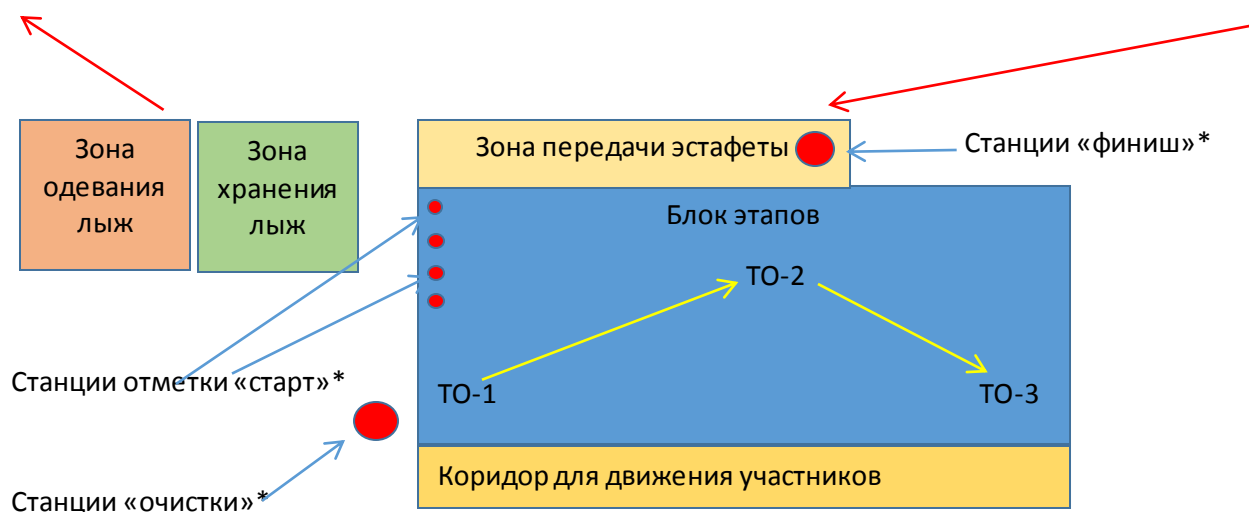 Зона
одевания
лыж
Зона
хранения
лыж
Зона передачи эстафеты
Станции «финиш»*
Блок этапов
ТО-2
Станции отметки «старт»*
ТО-1
ТО-3
Коридор для движения участников
Станции «очистки»*